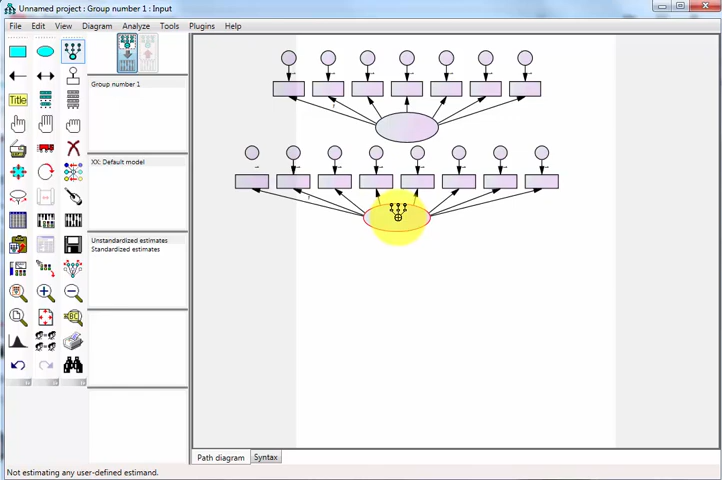 Unnamed project : Group number 1 : Input
File Edit View Diagram Analyze Tools Plugins Help
Title
Group number 1
XX: Default model
Unstandardized estimates
Standardized estimates
Path diagram Syntax
Not estimating any user-defined estimand.